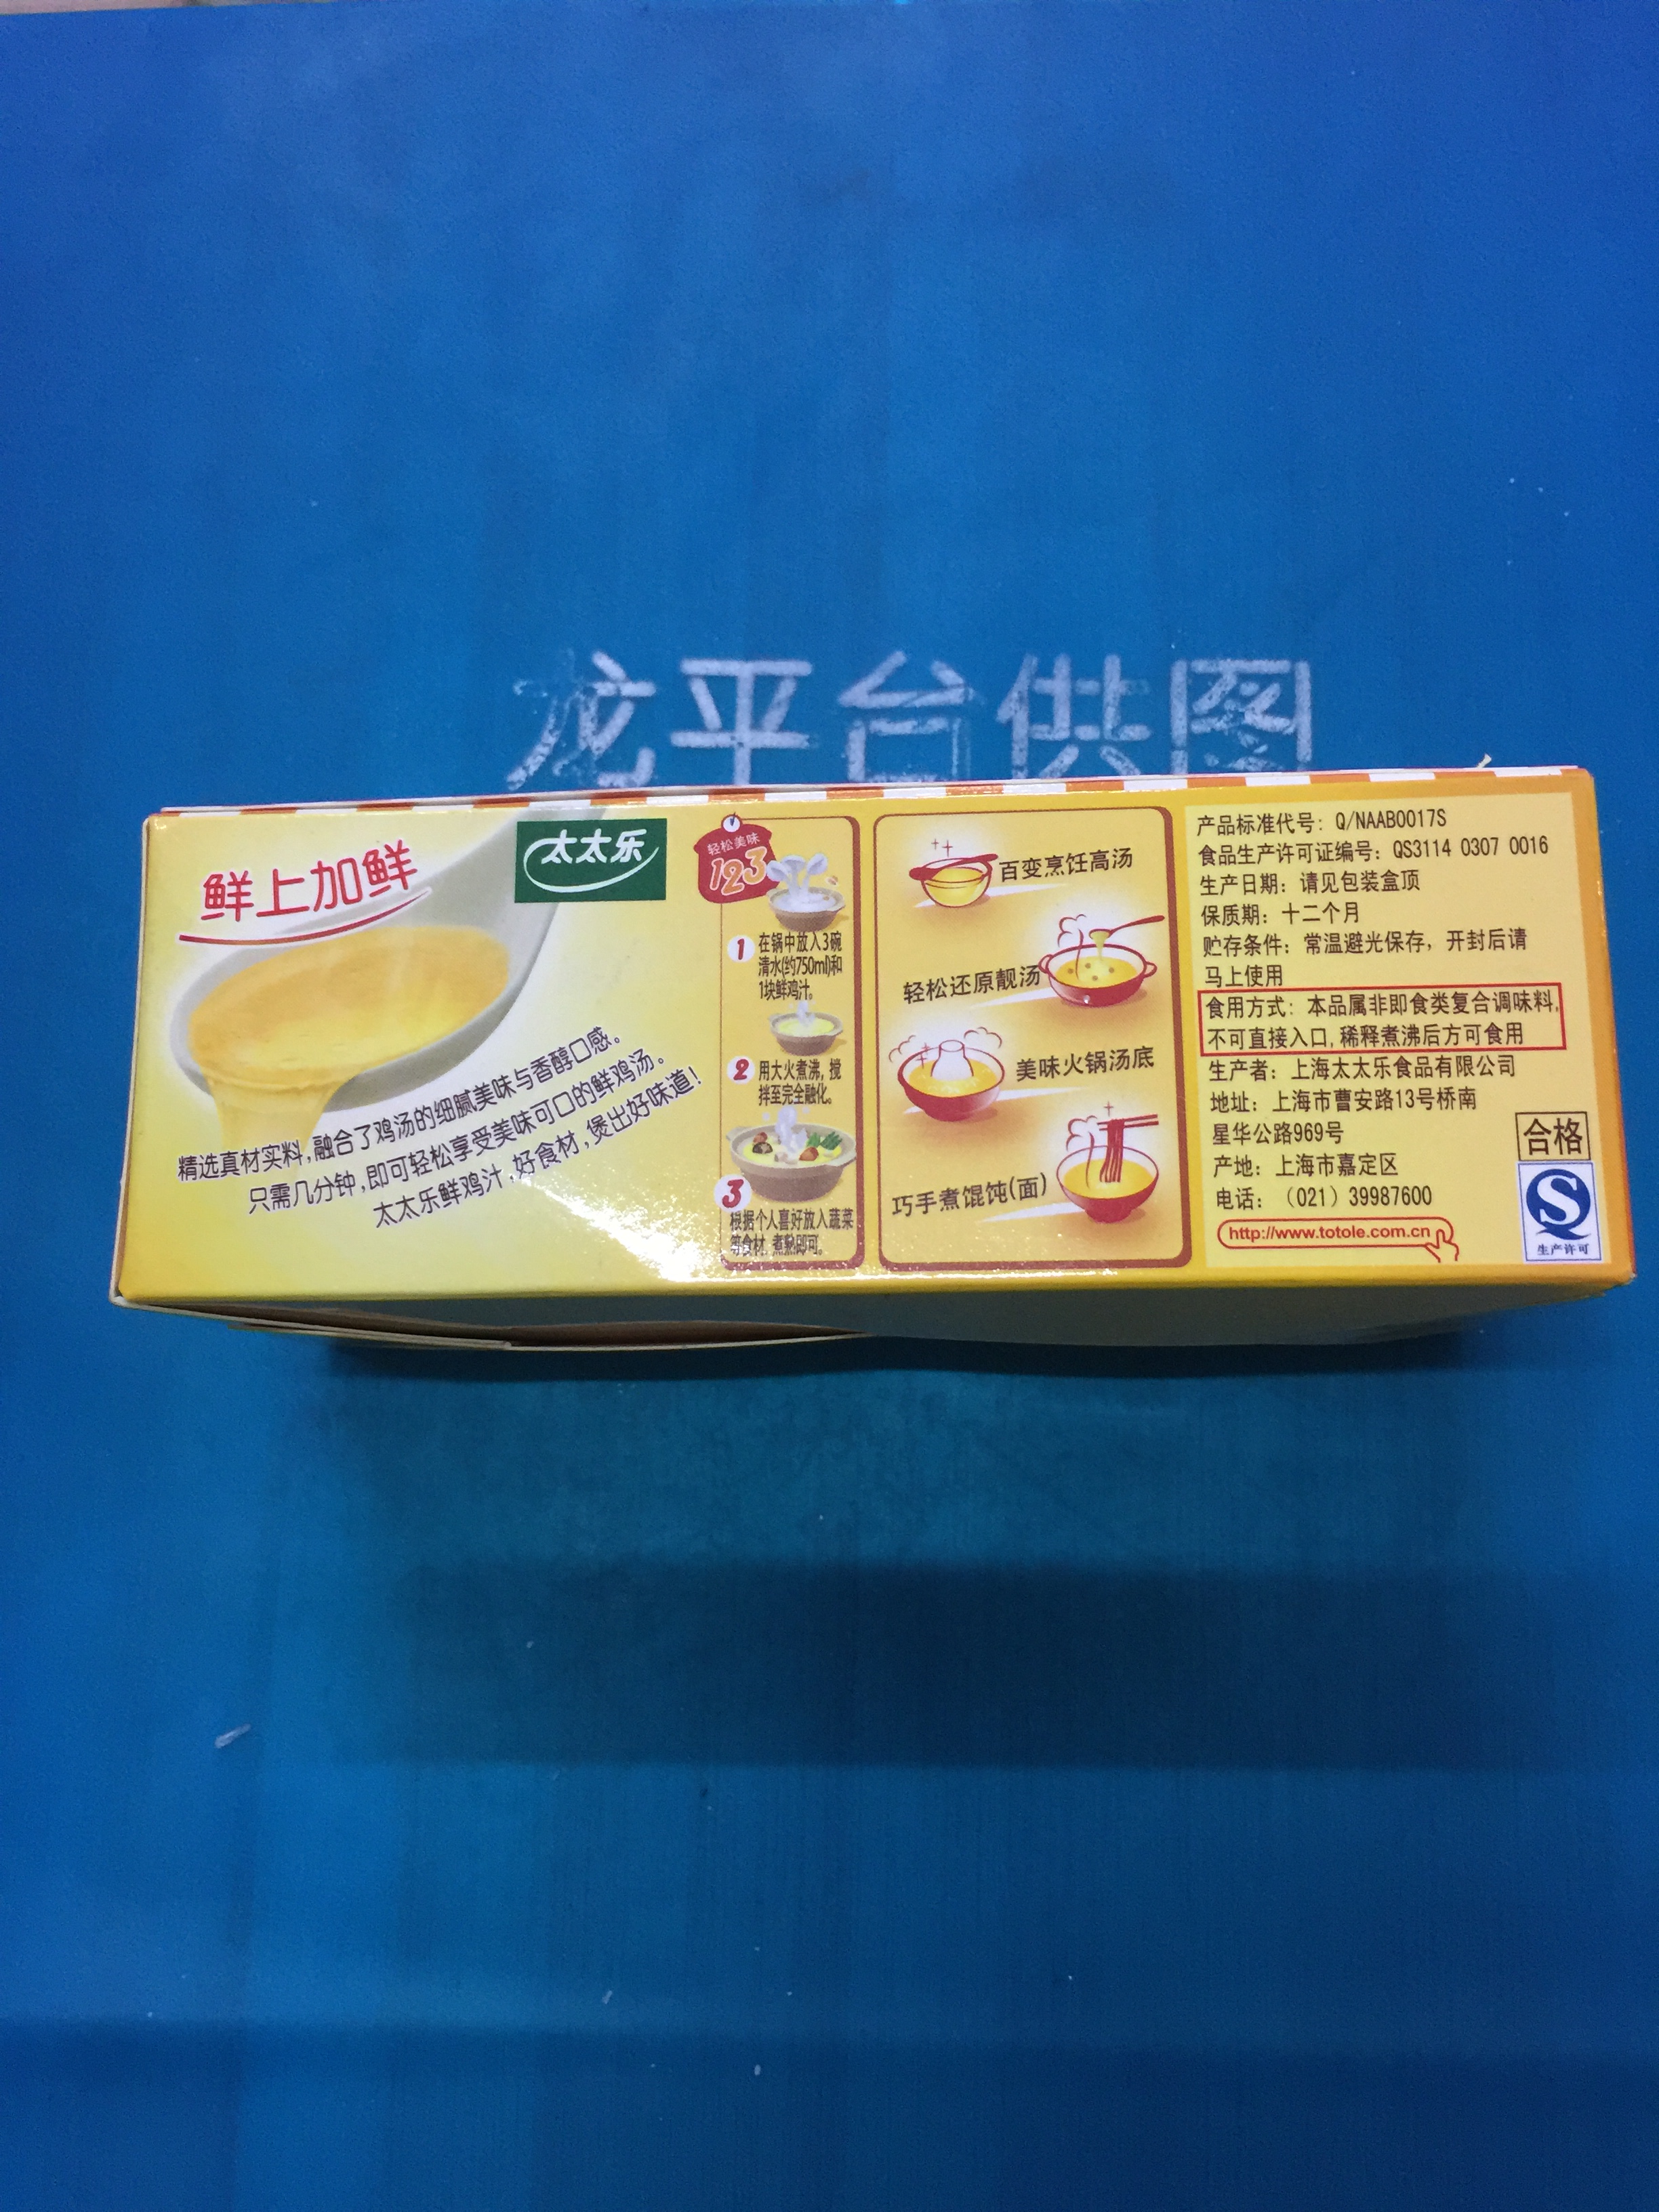 龙平台供图
鲜上加鲜
太太乐
精选真材实料,融合了鸡汤的细腻美味与香醇口感。
只需几分钟,即可轻松享受美味可口的鲜鸡汤。
太太乐鲜鸡汁,好食材,煲出好味道!
轻松美味
123
1 在锅中放入3碗
清水(约750ml)和
1块鲜鸡汁。
2 用大火煮沸, 搅
拌至完全融化。
3
根据个人喜好放入蔬菜
等食材, 煮熟即可。
百变烹饪高汤
轻松还原靓汤
美味火锅汤底
巧手煮馄饨(面)
产品标准代号: Q/NAAB0017S
食品生产许可证编号: QS3114 0307 0016
生产日期: 请见包装盒顶
保质期: 十二个月
贮存条件: 常温避光保存, 开封后请
马上使用
食用方式: 本品属非即食类复合调味料,
不可直接入口, 稀释煮沸后方可食用
生产者: 上海太太乐食品有限公司
地址: 上海市曹安路13号桥南
星华公路969号
产地: 上海市嘉定区
电话: （021）39987600
http://www.totole.com.cn
合格
生产许可